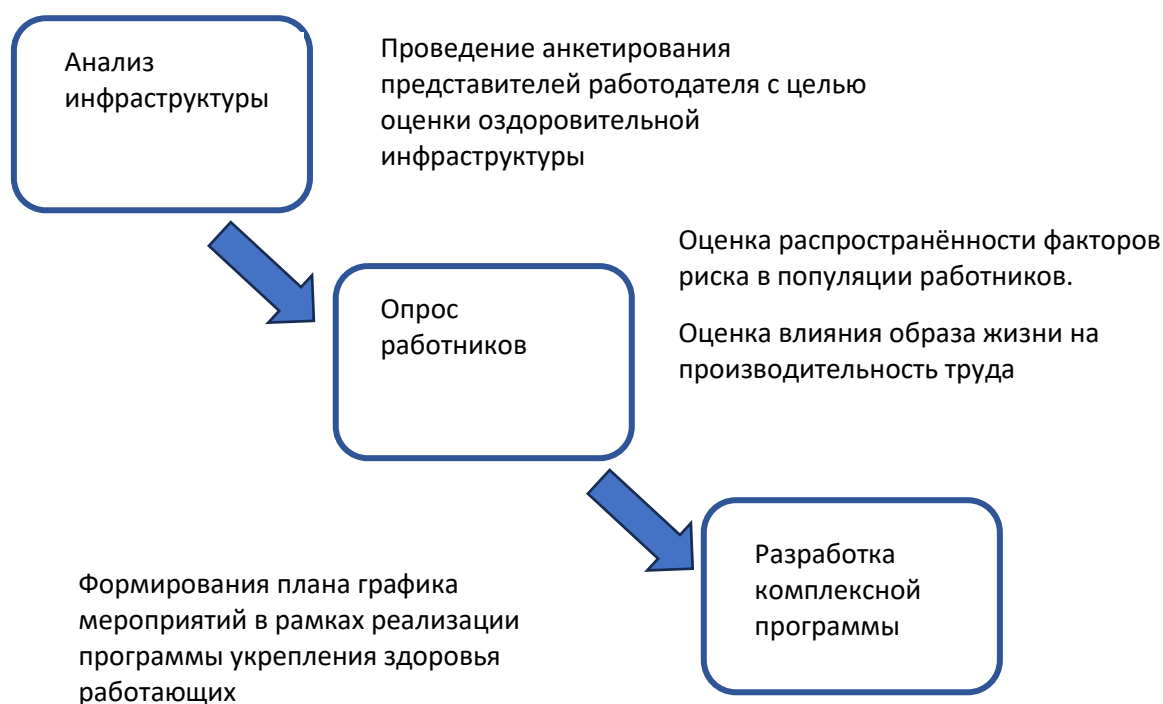 Анализ
инфраструктуры
Проведение анкетирования
представителей работодателя с целью
оценки оздоровительной
инфраструктуры
Опрос
работников
Оценка распространённости факторов
риска в популяции работников.
Оценка влияния образа жизни на
производительность труда
Разработка
комплексной
программы
Формирования плана графика
мероприятий в рамках реализации
программы укрепления здоровья
работающих